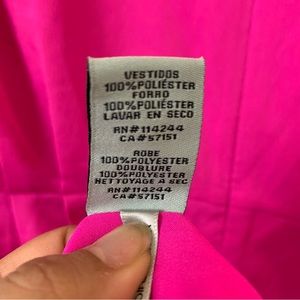 VESTIDOS
100%POLIÉSTER
FORRO
100%POLIÉSTER
LAVAR EN SECO
RN#114244
CA#57151
ROBE
100%POLYESTER
DOUBLURE
100%POLYESTER
NETTOYAGE A SEC
RN#114244
CA#57151